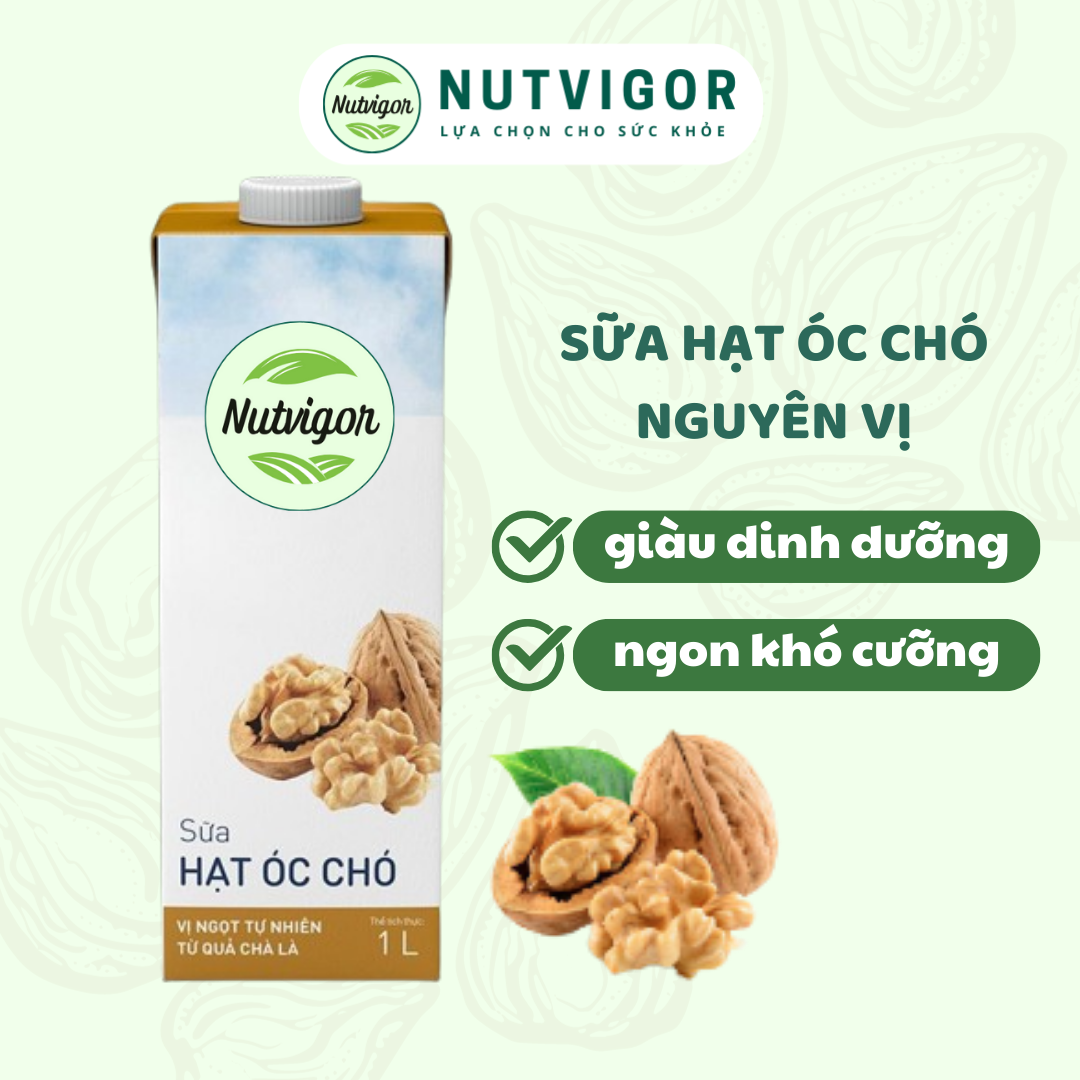 Nutvigor
NUTVIGOR
LỰA CHỌN CHO SỨC KHỎE
Nutvigor
SỮA HẠT ÓC CHÓ
NGUYÊN VỊ
giàu dinh dưỡng
ngon khó cưỡng
Sữa
HẠT ÓC CHÓ
VỊ NGỌT TỰ NHIÊN
TỪ QUẢ CHÀ LÀ
Thể tích thực:
1 L